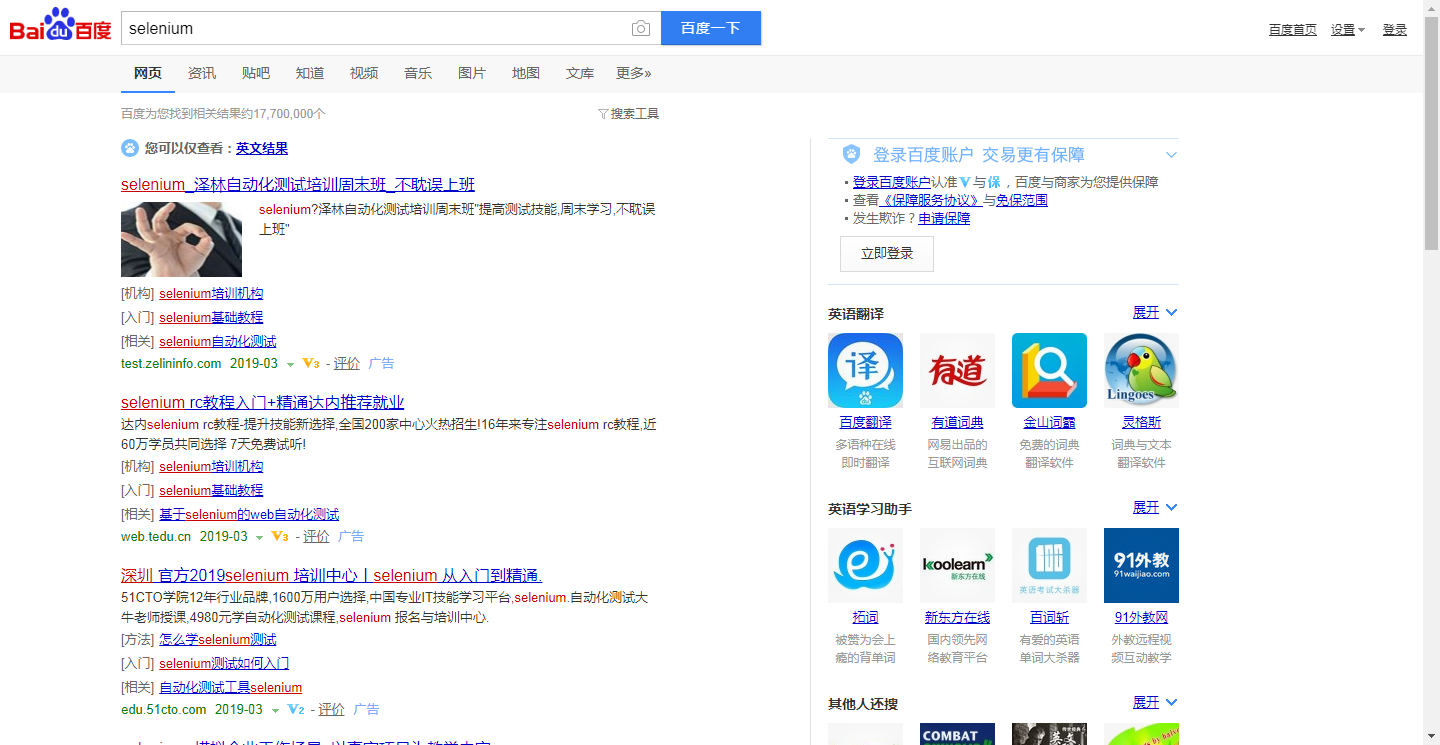 Bai du 百度
selenium
百度一下
百度首页 设置 登录
网页 资讯 贴吧 知道 视频 音乐 图片 地图 文库 更多»
百度为您找到相关结果约17,700,000个
搜索工具
您可以仅查看：英文结果
selenium_泽林自动化测试培训周末班_不耽误上班
selenium?泽林自动化测试培训周末班"提高测试技能,周末学习,不耽误
上班"
[机构] selenium培训机构
[入门] selenium基础教程
[相关] selenium自动化测试
test.zelininfo.com 2019-03 V3 - 评价 广告
selenium rc教程入门+精通达内推荐就业
达内selenium rc教程-提升技能新选择,全国200家中心火热招生!16年来专注selenium rc教程,近
60万学员共同选择 7天免费试听!
[机构] selenium培训机构
[入门] selenium基础教程
[相关] 基于selenium的web自动化测试
web.tedu.cn 2019-03 V3 - 评价 广告
深圳 官方2019selenium 培训中心丨selenium 从入门到精通.
51CTO学院12年行业品牌,1600万用户选择,中国专业IT技能学习平台,selenium.自动化测试大
牛老师授课,4980元学自动化测试课程,selenium 报名与培训中心.
[方法] 怎么学selenium测试
[入门] selenium测试如何入门
[相关] 自动化测试工具selenium
edu.51cto.com 2019-03 V2 - 评价 广告
登录百度账户 交易更有保障
登录百度账户认准V与保，百度与商家为您提供保障
查看《保障服务协议》与免保范围
发生欺诈？申请保障
立即登录
英语翻译 展开
译 有道 Lingoes
百度翻译 有道词典 金山词霸 灵格斯
多语种在线 网易出品的 免费的词典 词典与文本
即时翻译 互联网词典 翻译软件 翻译软件
英语学习助手 展开
koolearn 新东方在线
英语考试大杀器
91外教
91waijiao.com
拓词 新东方在线 百词斩 91外教网
被赞为会上 国内领先网 有爱的英语 外教远程视
瘾的背单词 络教育平台 单词大杀器 频互动教学
其他人还搜 展开
COMBAT